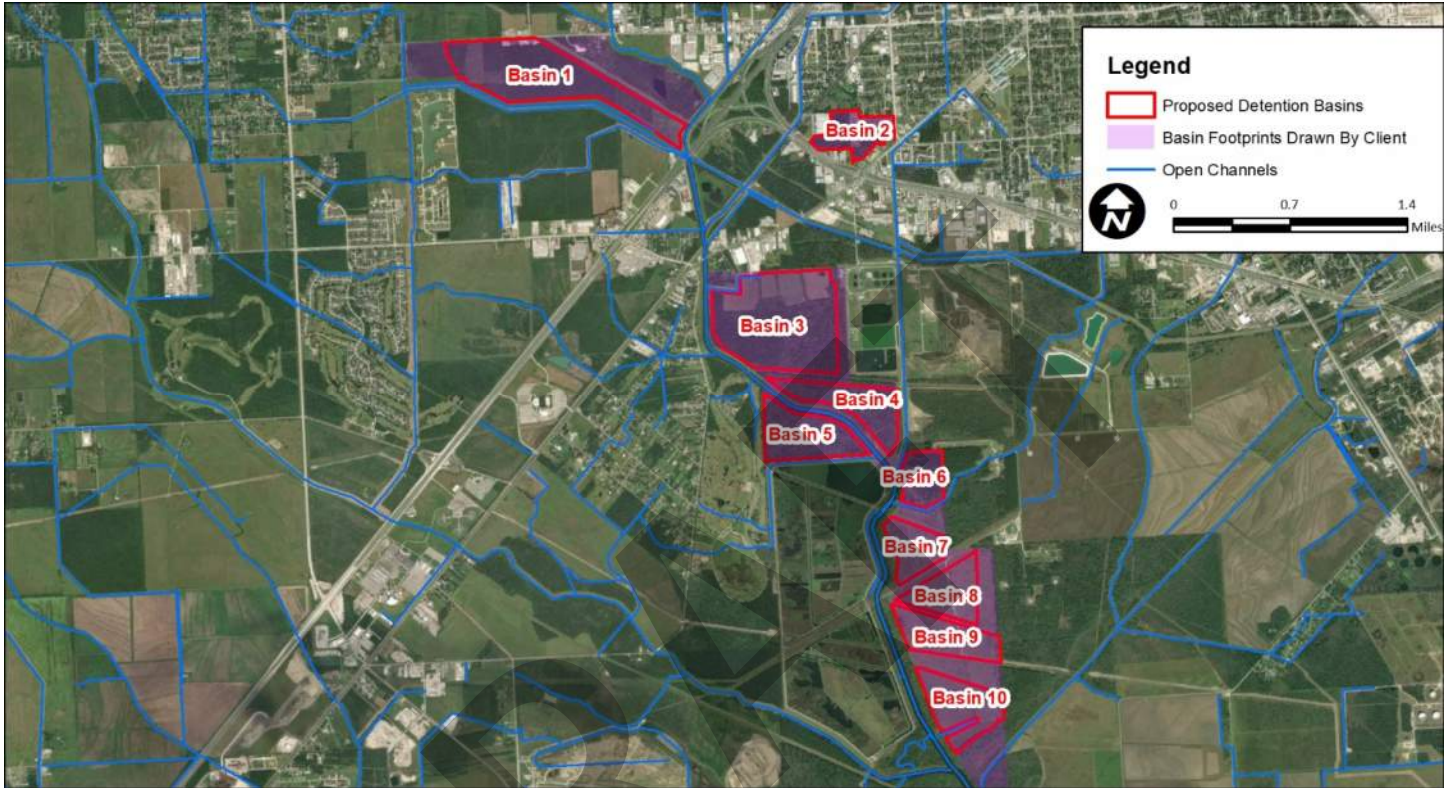 Legend
Proposed Detention Basins
Basin Footprints Drawn By Client
Open Channels
N
0 0.7 1.4
Miles
Basin 1
Basin 2
Basin 3
Basin 4
Basin 5
Basin 6
Basin 7
Basin 8
Basin 9
Basin 10